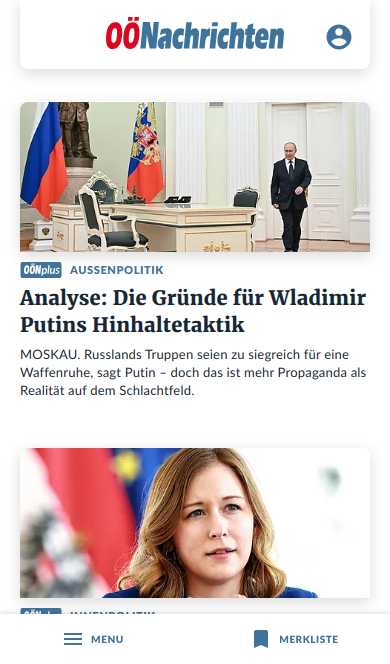 OÖNachrichten
OÖNplus AUSSENPOLITIK
Analyse: Die Gründe für Wladimir
Putins Hinhaltetaktik
MOSKAU. Russlands Truppen seien zu siegreich für eine
Waffenruhe, sagt Putin – doch das ist mehr Propaganda als
Realität auf dem Schlachtfeld.
OÖNplus INNENPOLITIK
MENU
MERKLISTE